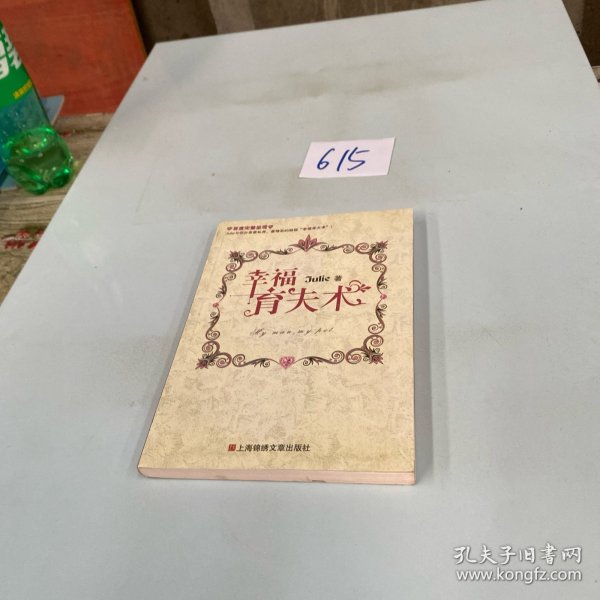 615
幸福
Julie 著
育夫术
My man, my pet
上海锦绣文章出版社
孔夫子旧书网
www.kongfz.com